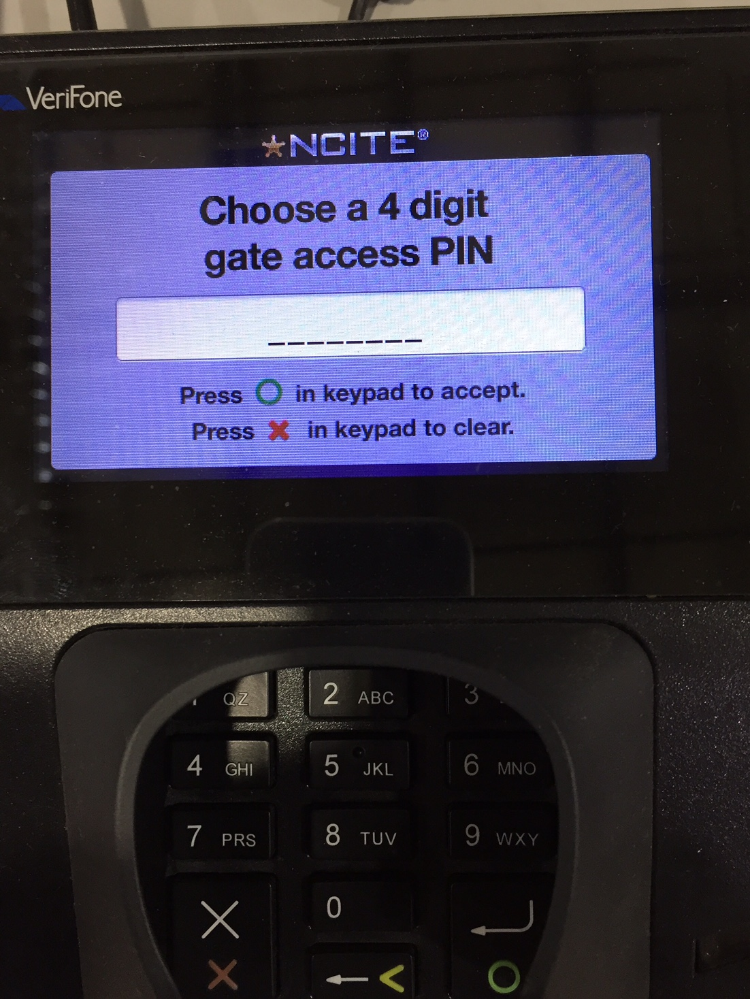 VeriFone
NCITE®
Choose a 4 digit
gate access PIN
________
Press O in keypad to accept.
Press X in keypad to clear.
QZ 2 ABC 3
4 GHI 5 JKL 6 MNO
7 PRS 8 TUV 9 WXY
0